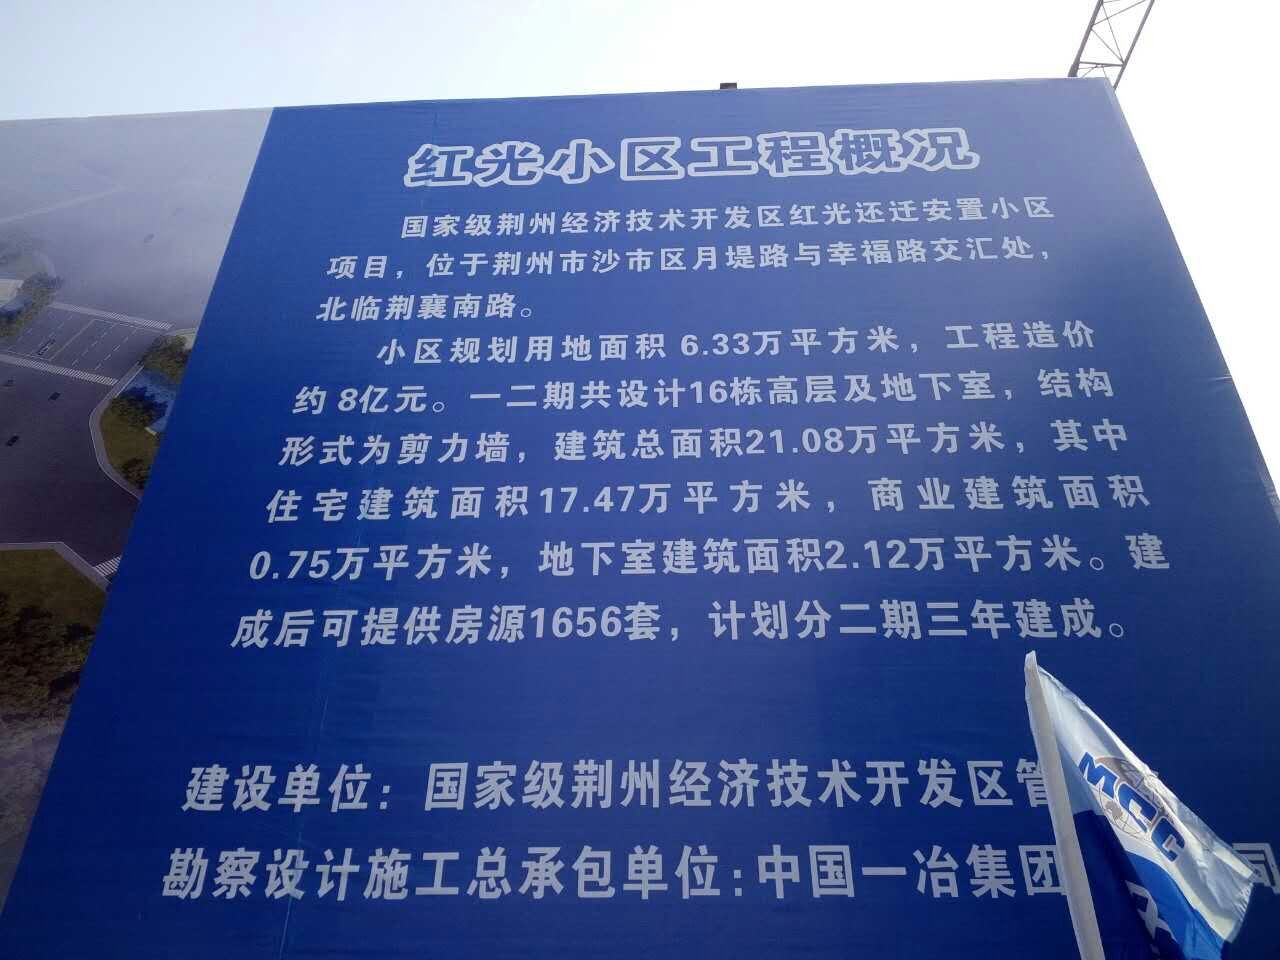 红光小区工程概况
国家级荆州经济技术开发区红光还迁安置小区
项目，位于荆州市沙市区月堤路与幸福路交汇处，
北临荆襄南路。
小区规划用地面积 6.33万平方米，工程造价
约 8亿元。一二期共设计16栋高层及地下室，结构
形式为剪力墙，建筑总面积21.08万平方米，其中
住宅建筑面积17.47万平方米，商业建筑面积
0.75万平方米，地下室建筑面积2.12万平方米。建
成后可提供房源1656套，计划分二期三年建成。
建设单位：国家级荆州经济技术开发区管
勘察设计施工总承包单位：中国一冶集团 司
MCC